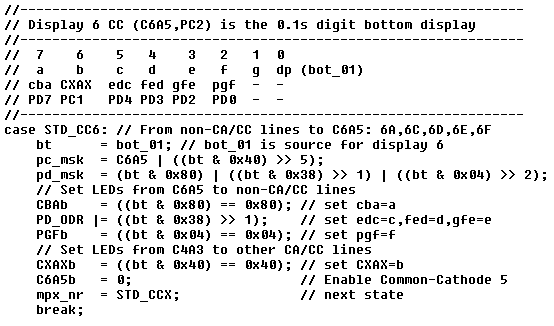 //---------------------------------------------------------------
// Display 6 CC (C6A5,PC2) is the 0.1s digit bottom display
//---------------------------------------------------------------
//  7    6    5   4    3   2   1   0
//  a    b    c   d    e   f   g  dp (bot_01)
// cba CXAX  edc fed gfe  pgf  -   -
// PD7 PC1   PD4 PD3 PD2  PD0  -   -
//---------------------------------------------------------------
case STD_CC6: // From non-CA/CC lines to C6A5: 6A,6C,6D,6E,6F
    bt      = bot_01; // bot_01 is source for display 6
    pc_msk  = C6A5 | ((bt & 0x40) >> 5);
    pd_msk  = (bt & 0x80) | ((bt & 0x38) >> 1) | ((bt & 0x04) >> 2);
    // Set LEDs from C6A5 to non-CA/CC lines
    CBAb    = ((bt & 0x80) == 0x80); // set cba=a
    PD_ODR |= ((bt & 0x38) >> 1);    // set edc=c,fed=d,gfe=e
    PGFb    = ((bt & 0x04) == 0x04); // set pgf=f
    // Set LEDs from C4A3 to other CA/CC lines
    CXAXb   = ((bt & 0x40) == 0x40); // set CXAX=b
    C6A5b   = 0;                     // Enable Common-Cathode 5
    mpx_nr  = STD_CCX;               // next state
    break;